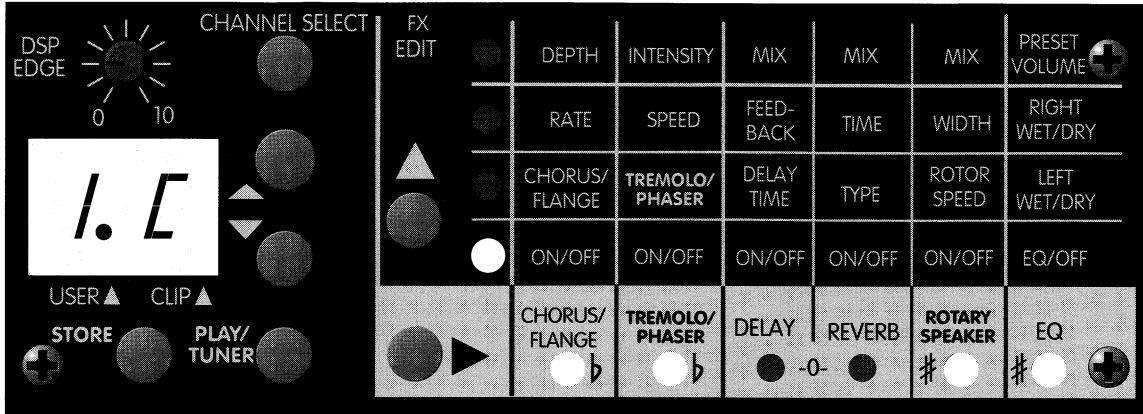 CHANNEL SELECT
DSP
EDGE
0 10
1. C
USER CLIP
STORE
PLAY/
TUNER
FX
EDIT
DEPTH INTENSITY MIX MIX MIX PRESET
VOLUME
RATE SPEED FEED-
BACK TIME WIDTH RIGHT
WET/DRY
CHORUS/
FLANGE TREMOLO/
PHASER DELAY
TIME TYPE ROTOR
SPEED LEFT
WET/DRY
ON/OFF ON/OFF ON/OFF ON/OFF ON/OFF EQ/OFF
CHORUS/
FLANGE TREMOLO/
PHASER DELAY REVERB ROTARY
SPEAKER EQ
♭ ♭ -0- # #